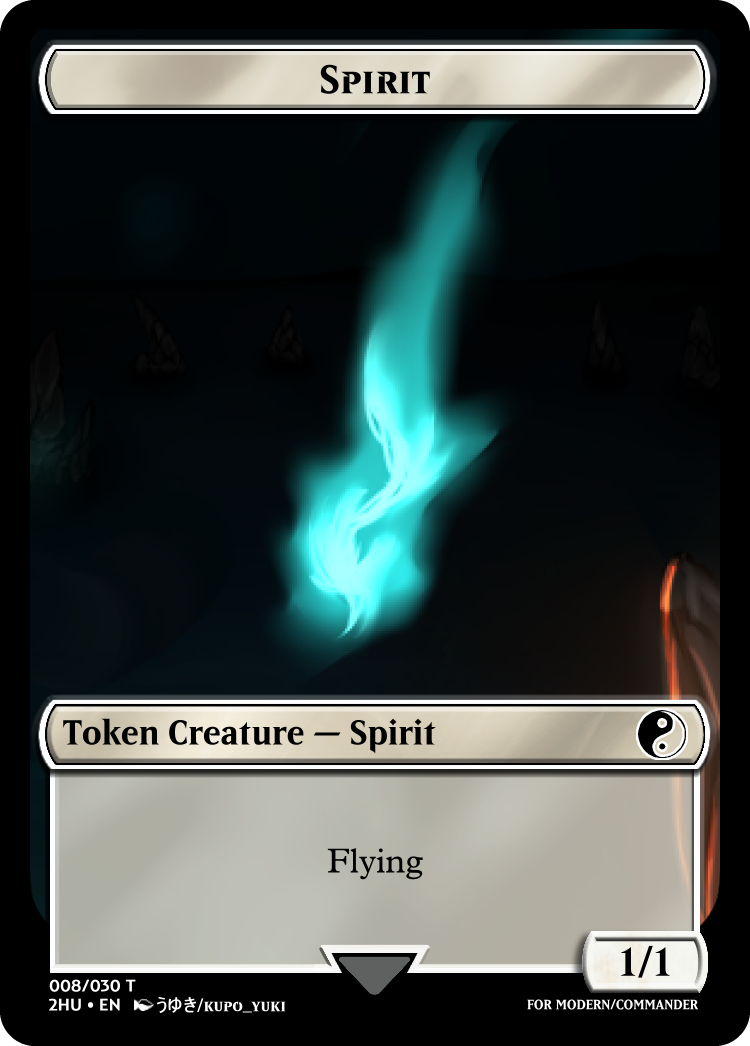 Spirit
Token Creature — Spirit
Flying
1/1
008/030 T
2HU • EN うゆき/KUPO_YUKI
FOR MODERN/COMMANDER